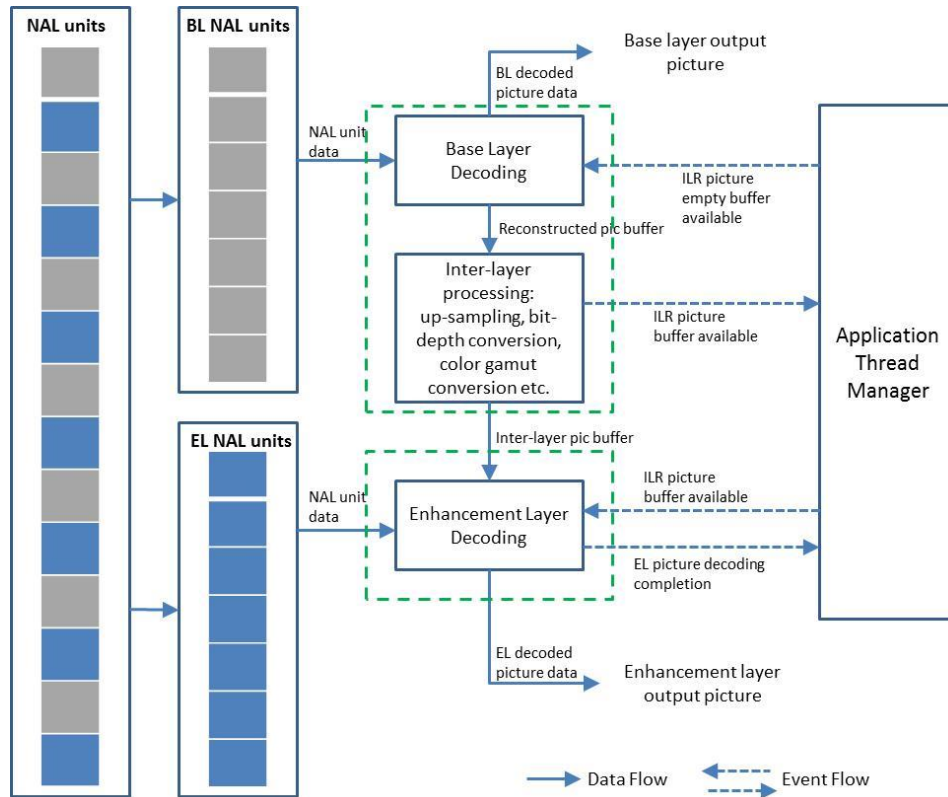 NAL units
BL NAL units
Base layer output
picture
BL decoded
picture data
NAL unit
data
Base Layer
Decoding
ILR picture
empty buffer
available
Reconstructed pic buffer
Inter-layer
processing:
up-sampling, bit-
depth conversion,
color gamut
conversion etc.
ILR picture
buffer available
Application
Thread
Manager
EL NAL units
Inter-layer pic buffer
NAL unit
data
ILR picture
buffer available
Enhancement Layer
Decoding
EL picture decoding
completion
EL decoded
picture data
Enhancement layer
output picture
Data Flow
Event Flow